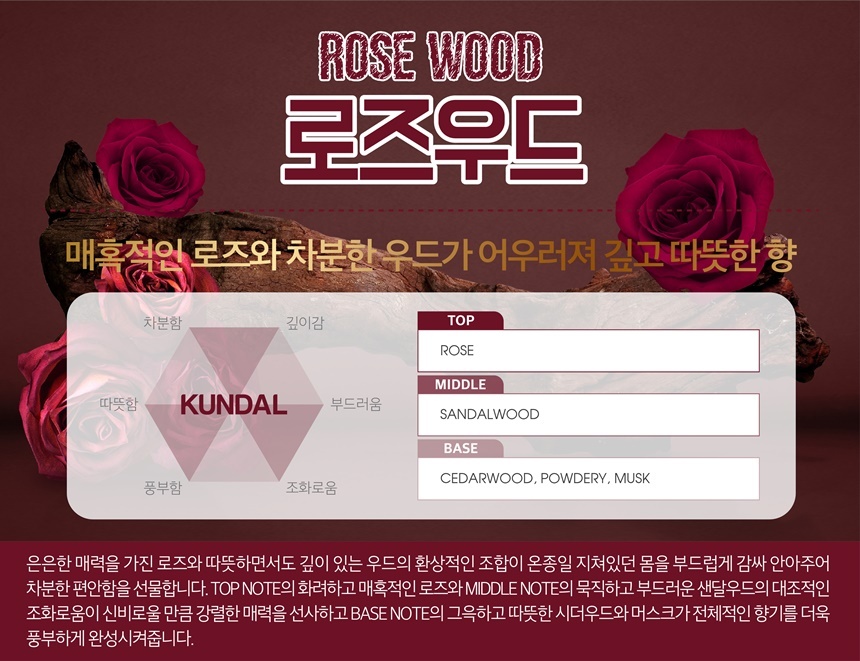 ROSE WOOD
로즈우드
매혹적인 로즈와 차분한 우드가 어우러져 깊고 따뜻한 향
차분함
깊이감
따뜻함
KUNDAL
부드러움
풍부함
조화로움
TOP
ROSE
MIDDLE
SANDALWOOD
BASE
CEDARWOOD, POWDERY, MUSK
은은한 매력을 가진 로즈와 따뜻하면서도 깊이 있는 우드의 환상적인 조합이 온종일 지쳐있던 몸을 부드럽게 감싸 안아주어
차분한 편안함을 선물합니다. TOP NOTE의 화려하고 매혹적인 로즈와 MIDDLE NOTE의 묵직하고 부드러운 샌달우드의 대조적인
조화로움이 신비로울 만큼 강렬한 매력을 선사하고 BASE NOTE의 그윽하고 따뜻한 시더우드와 머스크가 전체적인 향기를 더욱
풍부하게 완성시켜줍니다.